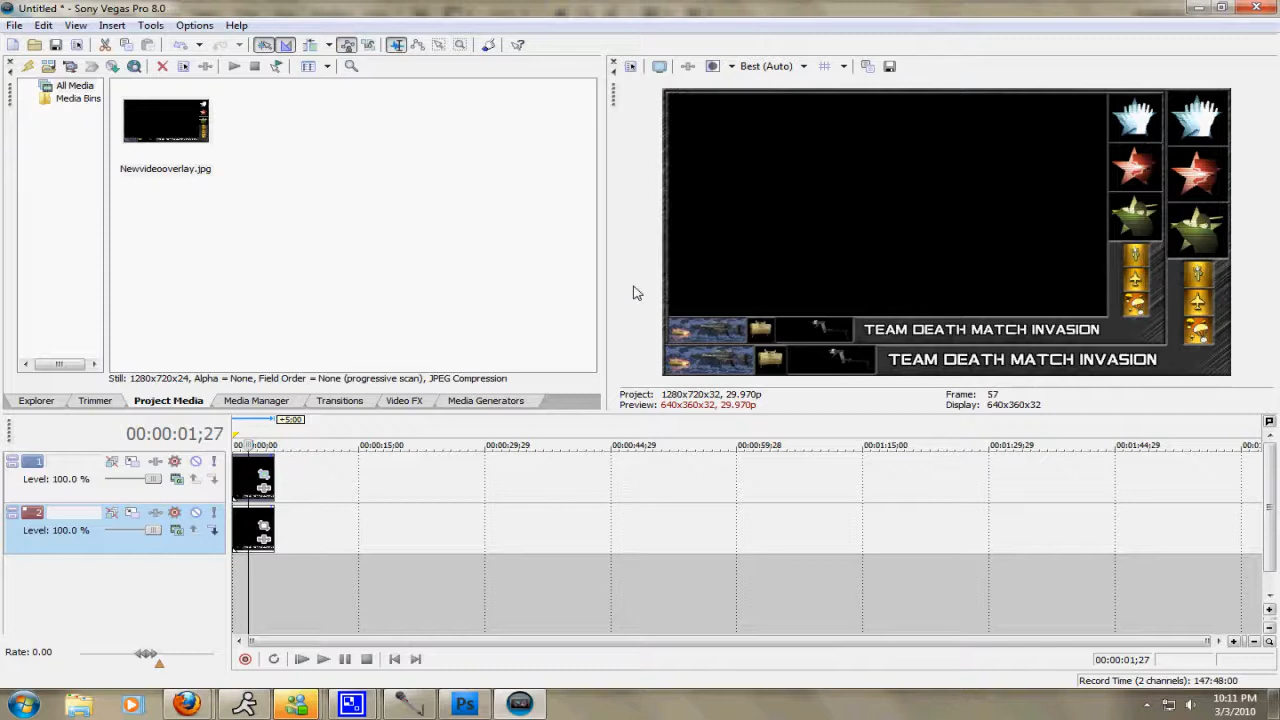 Untitled * - Sony Vegas Pro 8.0
File Edit View Insert Tools Options Help
Best (Auto)
All Media
Media Bins
Newvideooverlay.jpg
TEAM DEATH MATCH INVASION
TEAM DEATH MATCH INVASION
Still: 1280x720x24, Alpha = None, Field Order = None (progressive scan), JPEG Compression
Explorer Trimmer Project Media Media Manager Transitions Video FX Media Generators
Project: 1280x720x32, 29.970p Frame: 57
Preview: 640x360x32, 29.970p Display: 640x360x32
+5:00
00:00:01;27
00:00:15;00 00:00:29;29 00:00:44;29 00:00:59;28 00:01:15;00 00:01:29;29 00:01:44;29
1
Level: 100.0 %
2
Level: 100.0 %
Rate: 0.00
00:00:01;27
Record Time (2 channels): 147:48:00
Ps
10:11 PM
3/3/2010